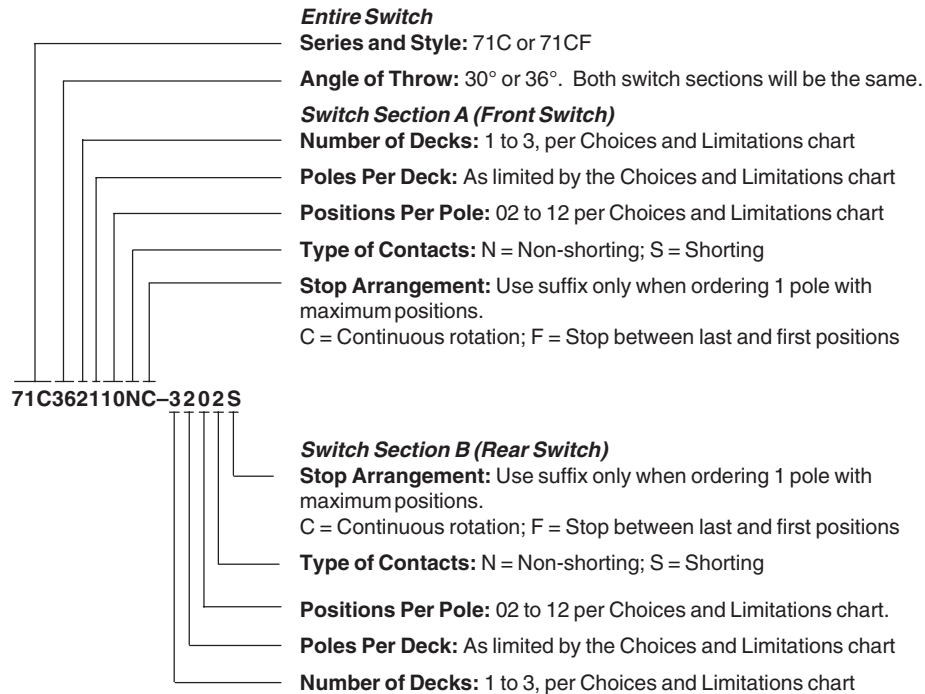 Entire Switch
Series and Style: 71C or 71CF
Angle of Throw: 30° or 36°. Both switch sections will be the same.
Switch Section A (Front Switch)
Number of Decks: 1 to 3, per Choices and Limitations chart
Poles Per Deck: As limited by the Choices and Limitations chart
Positions Per Pole: 02 to 12 per Choices and Limitations chart
Type of Contacts: N = Non-shorting; S = Shorting
Stop Arrangement: Use suffix only when ordering 1 pole with
maximum positions.
C = Continuous rotation; F = Stop between last and first positions
71C362110NC–3202S
Switch Section B (Rear Switch)
Stop Arrangement: Use suffix only when ordering 1 pole with
maximum positions.
C = Continuous rotation; F = Stop between last and first positions
Type of Contacts: N = Non-shorting; S = Shorting
Positions Per Pole: 02 to 12 per Choices and Limitations chart.
Poles Per Deck: As limited by the Choices and Limitations chart
Number of Decks: 1 to 3, per Choices and Limitations chart